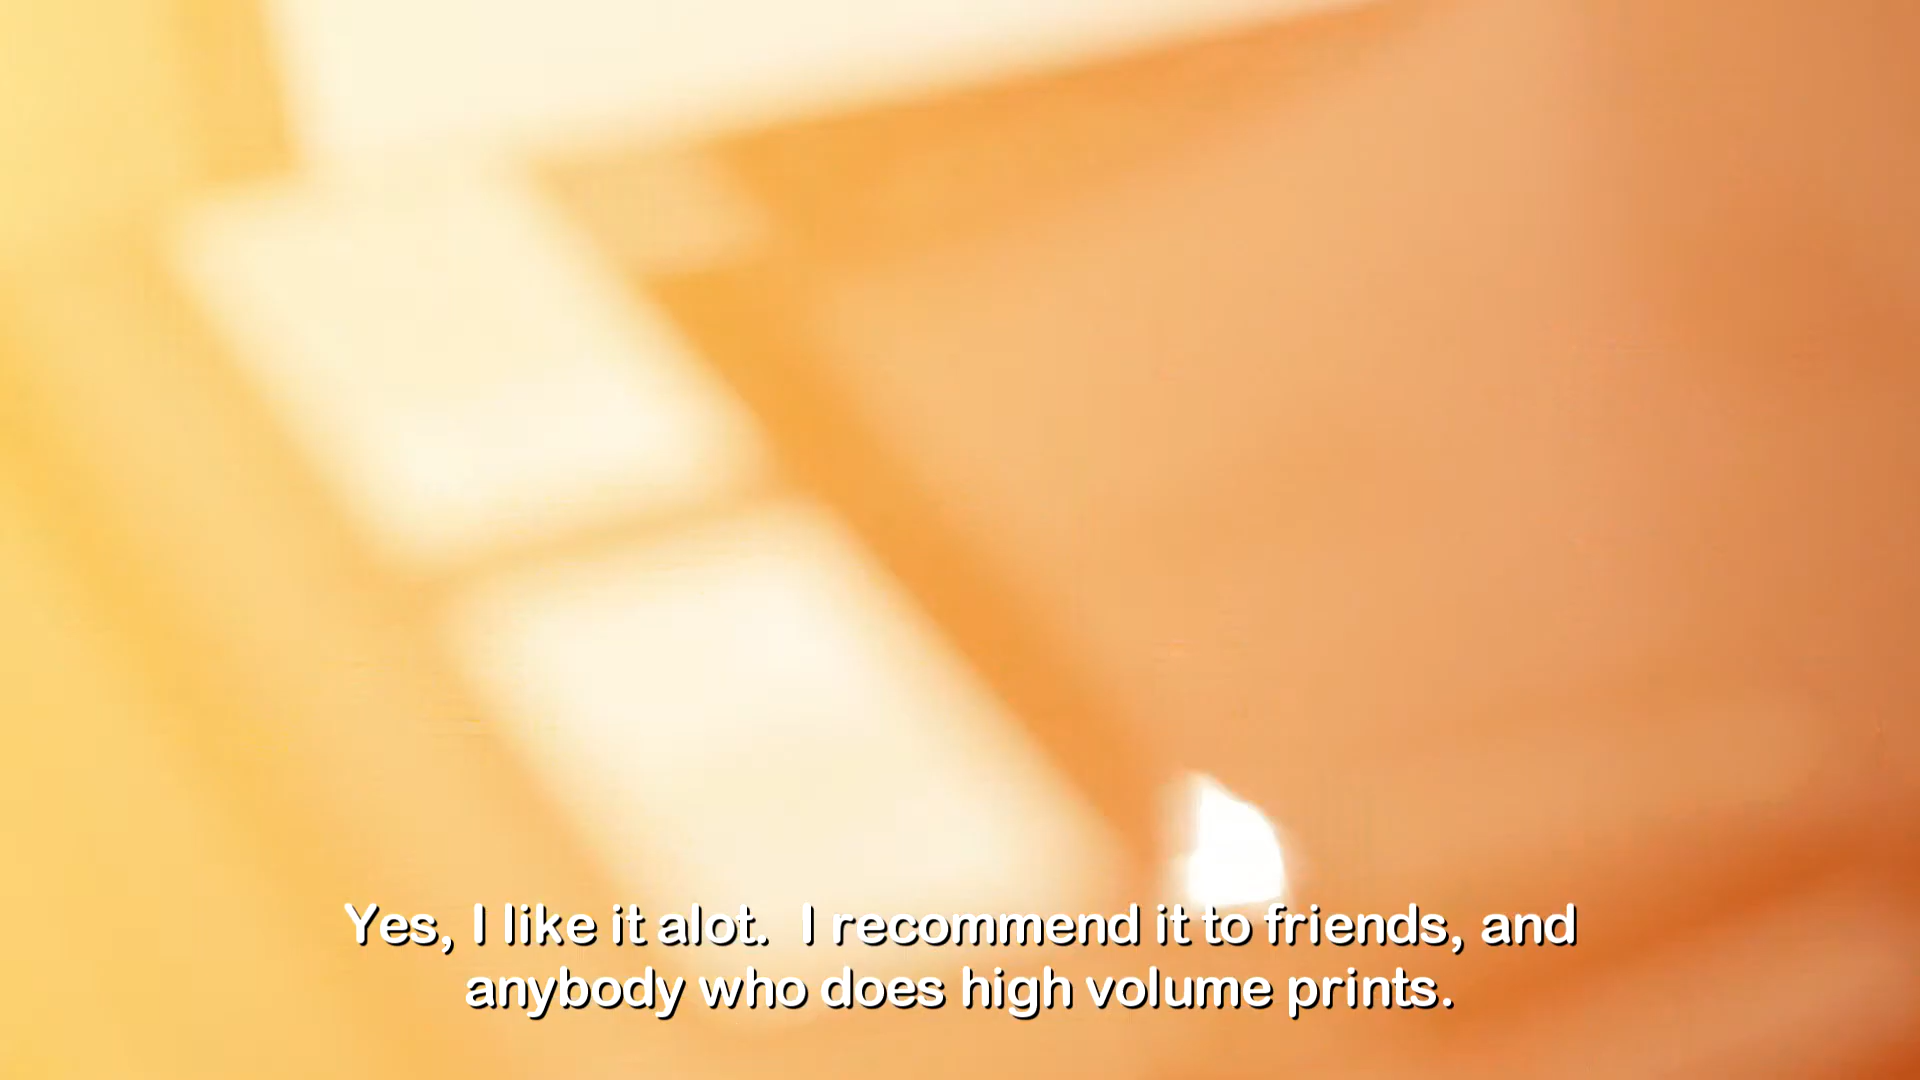 Yes, I like it alot.  I recommend it to friends, and
anybody who does high volume prints.